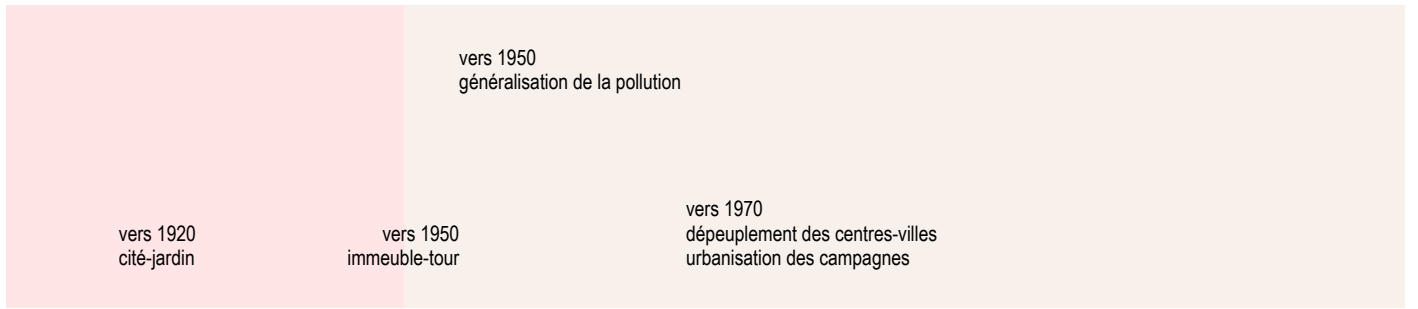 vers 1950
généralisation de la pollution
vers 1920
cité-jardin
vers 1950
immeuble-tour
vers 1970
dépeuplement des centres-villes
urbanisation des campagnes